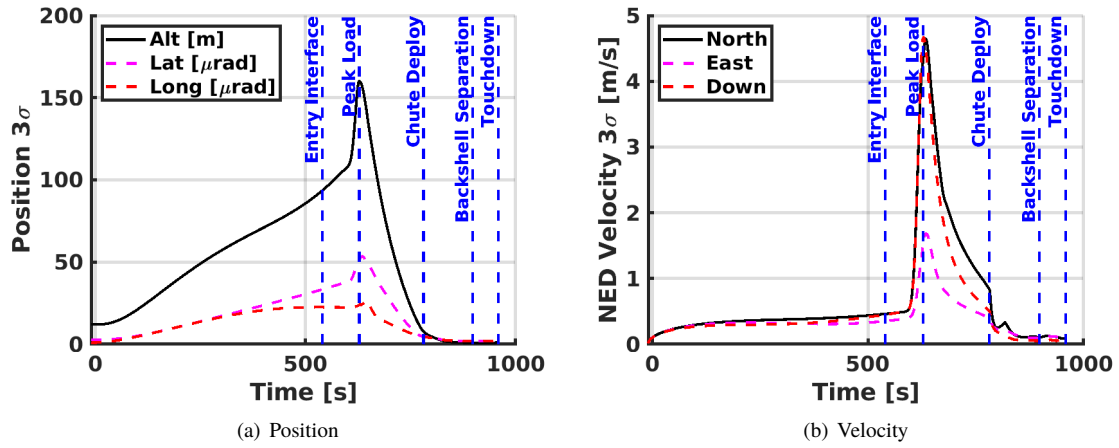 200
150
100
50
0
Position 3σ
Alt [m]
Lat [μrad]
Long [μrad]
Entry Interface
Peak Load
Chute Deploy
Backshell Separation
Touchdown
0
500
1000
Time [s]
(a) Position
5
4
3
2
1
0
NED Velocity 3σ [m/s]
North
East
Down
Entry Interface
Peak Load
Chute Deploy
Backshell Separation
Touchdown
500
1000
Time [s]
(b) Velocity